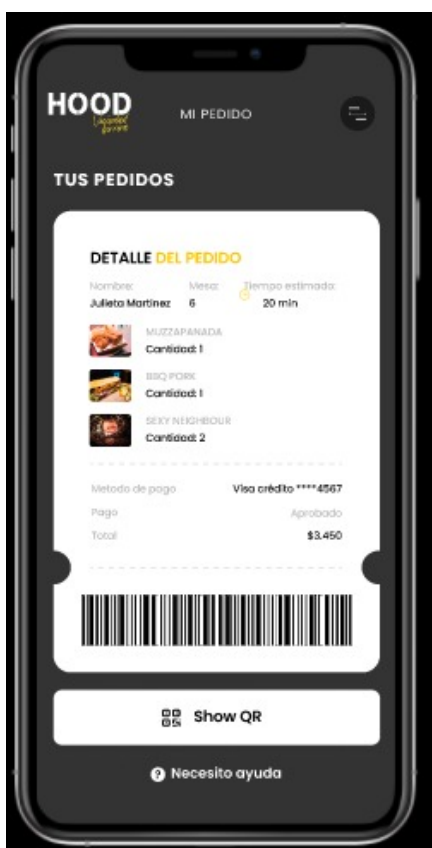 HOOD
MI PEDIDO
TUS PEDIDOS
DETALLE DEL PEDIDO
Nombre: Mesa: Tiempo estimado:
Julieta Martinez 6 20 min
MUZZAPANADA
Cantidad: 1
BBQ PORK
Cantidad: 1
SEXY NEIGHBOUR
Cantidad: 2
Metodo de pago Visa crédito ****4567
Pago Aprobado
Total $3.450
Show QR
Necesito ayuda